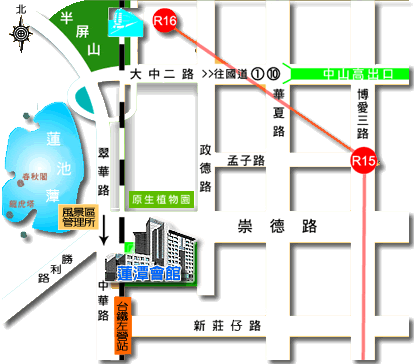 北
半屏山
R16
大中二路 >>往國道①⑩
中山高出口
華夏路
博愛三路
蓮池潭
翠華路
政德路
孟子路
R15
春秋閣
原生植物園
龍虎塔
風景區
管理所
崇德路
勝利路
蓮潭會館
中華路
台鐵左營站
新莊仔路